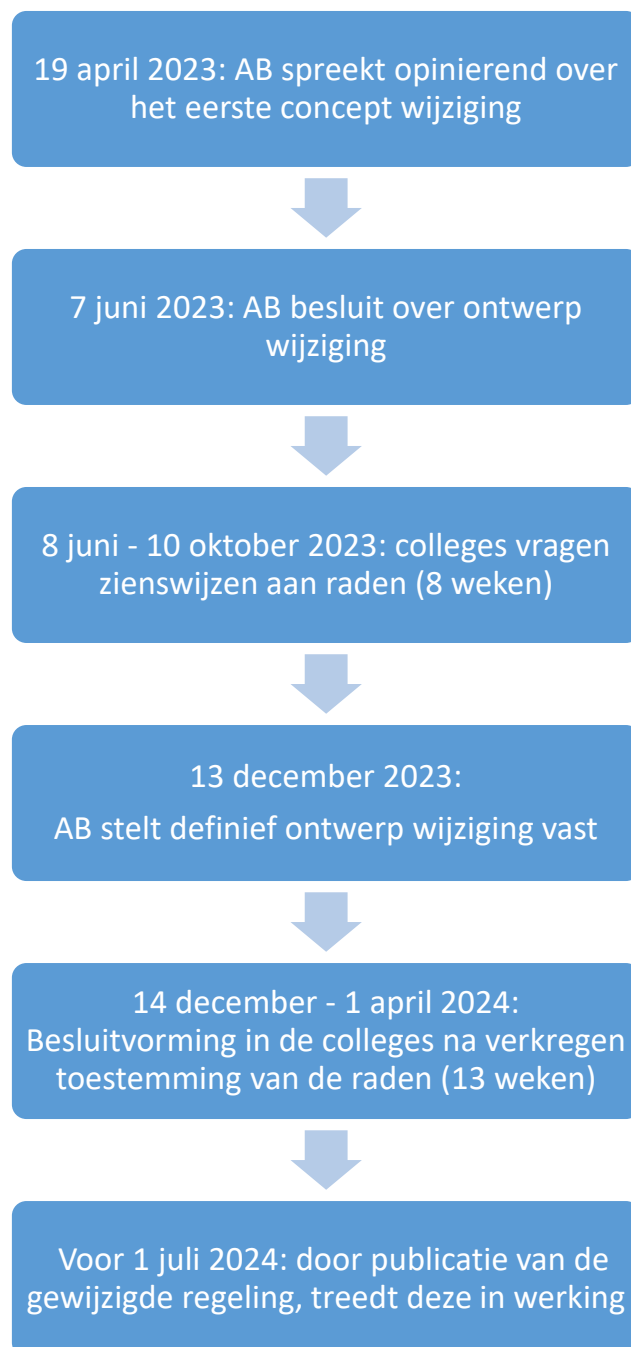 19 april 2023: AB spreekt opinierend over
het eerste concept wijziging
7 juni 2023: AB besluit over ontwerp
wijziging
8 juni - 10 oktober 2023: colleges vragen
zienswijzen aan raden (8 weken)
13 december 2023:
AB stelt definief ontwerp wijziging vast
14 december - 1 april 2024:
Besluitvorming in de colleges na verkregen
toestemming van de raden (13 weken)
Voor 1 juli 2024: door publicatie van de
gewijzigde regeling, treedt deze in werking